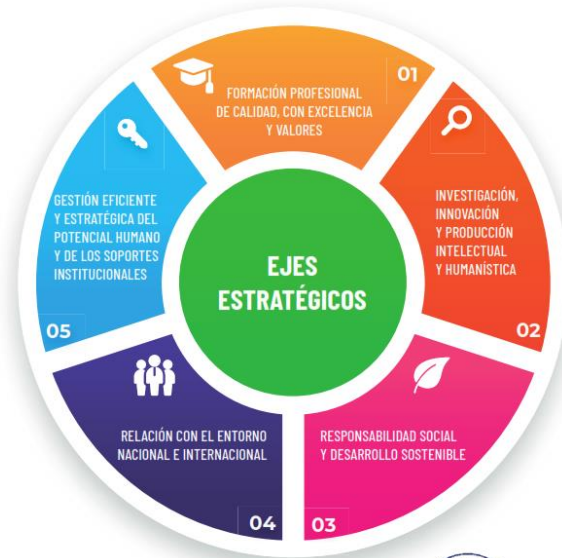 EJES
ESTRATÉGICOS
01
FORMACIÓN PROFESIONAL
DE CALIDAD, CON EXCELENCIA
Y VALORES
INVESTIGACIÓN,
INNOVACIÓN
Y PRODUCCIÓN
INTELECTUAL
Y HUMANÍSTICA
02
RESPONSABILIDAD SOCIAL
Y DESARROLLO SOSTENIBLE
03
RELACIÓN CON EL ENTORNO
NACIONAL E INTERNACIONAL
04
GESTIÓN EFICIENTE
Y ESTRATÉGICA DEL
POTENCIAL HUMANO
Y DE LOS SOPORTES
INSTITUCIONALES
05